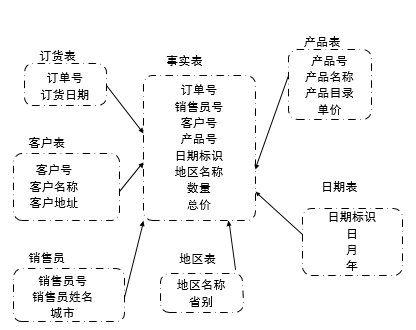 订货表
订单号
订货日期
事实表
订单号
销售员号
客户号
产品号
日期标识
地区名称
数量
总价
产品表
产品号
产品名称
产品目录
单价
客户表
客户号
客户名称
客户地址
日期表
日期标识
日
月
年
销售员
销售员号
销售员姓名
城市
地区表
地区名称
省别